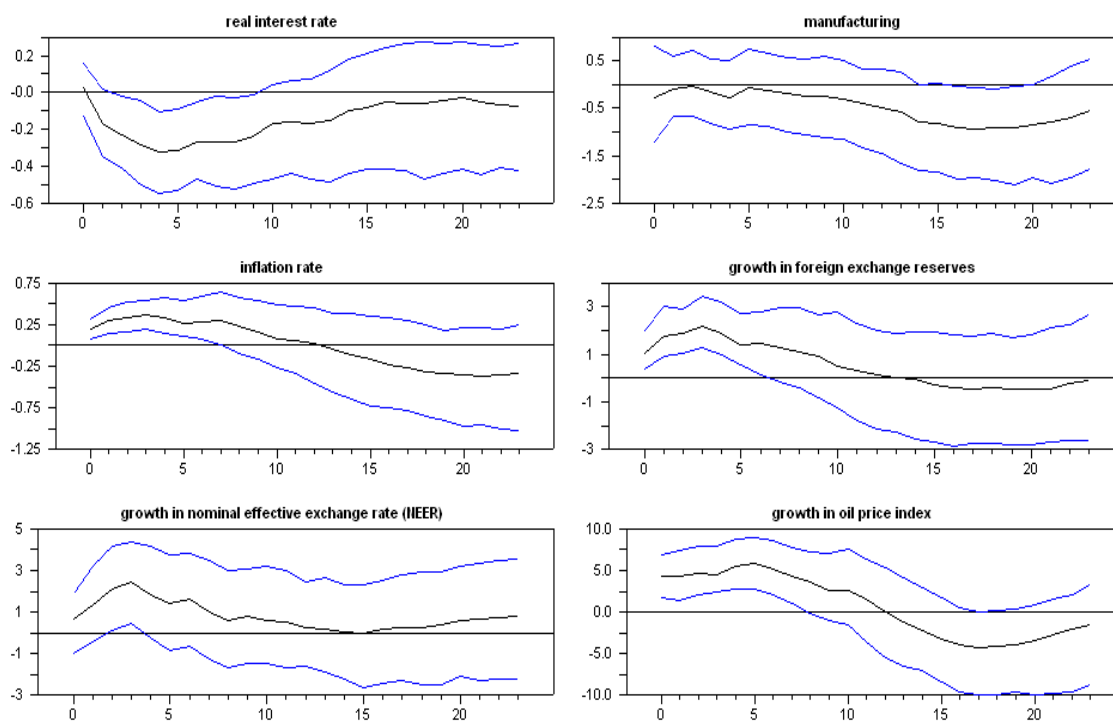 real interest rate
0.2
-0.0
-0.2
-0.4
-0.6
0 5 10 15 20
manufacturing
0.5
-0.5
-1.5
-2.5
0 5 10 15 20
inflation rate
0.75
0.25
-0.25
-0.75
-1.25
0 5 10 15 20
growth in foreign exchange reserves
3
1
-1
-3
0 5 10 15 20
growth in nominal effective exchange rate (NEER)
5
3
1
-1
-3
0 5 10 15 20
growth in oil price index
10.0
5.0
0.0
-5.0
-10.0
0 5 10 15 20